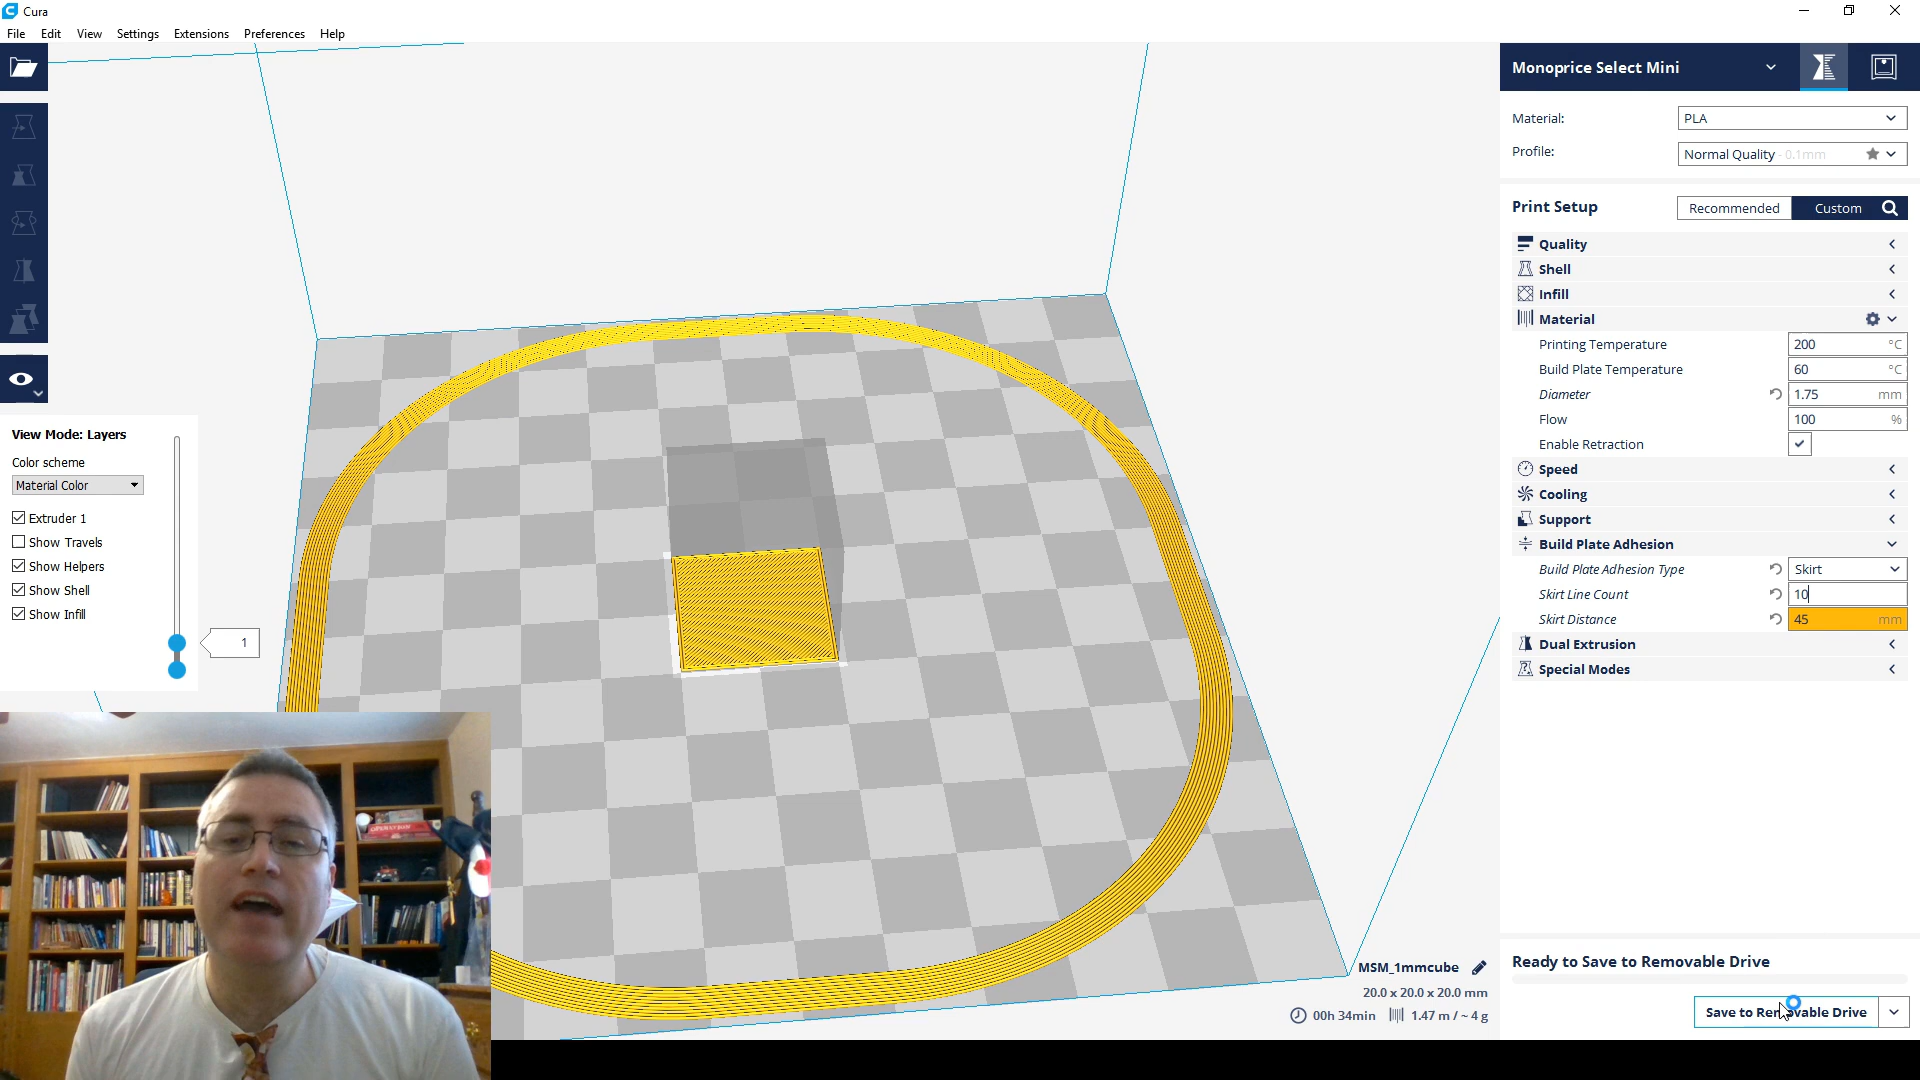 Cura
File Edit View Settings Extensions Preferences Help
Monoprice Select Mini
Material: PLA
Profile: Normal Quality - 0.1mm
Print Setup Recommended Custom
Quality
Shell
Infill
Material
Printing Temperature 200 °C
Build Plate Temperature 60 °C
Diameter 1.75 mm
Flow 100 %
Enable Retraction
Speed
Cooling
Support
Build Plate Adhesion
Build Plate Adhesion Type Skirt
Skirt Line Count 10
Skirt Distance 45 mm
Dual Extrusion
Special Modes
View Mode: Layers
Color scheme
Material Color
Extruder 1
Show Travels
Show Helpers
Show Shell
Show Infill
1
MSM_1mmcube
20.0 x 20.0 x 20.0 mm
00h 34min 1.47 m / ~ 4 g
Ready to Save to Removable Drive
Save to Removable Drive